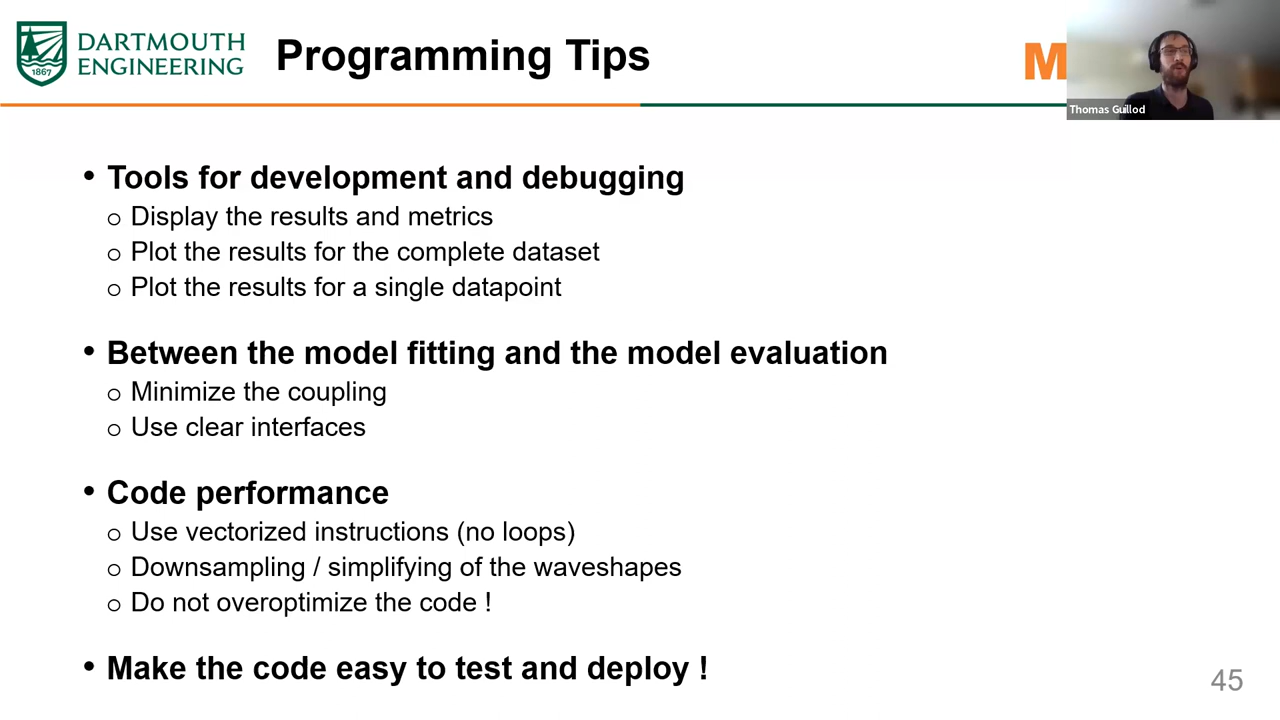 DARTMOUTH
ENGINEERING
1867
Programming Tips
M
Thomas Guillod
• Tools for development and debugging
o Display the results and metrics
o Plot the results for the complete dataset
o Plot the results for a single datapoint
• Between the model fitting and the model evaluation
o Minimize the coupling
o Use clear interfaces
• Code performance
o Use vectorized instructions (no loops)
o Downsampling / simplifying of the waveshapes
o Do not overoptimize the code !
• Make the code easy to test and deploy !
45